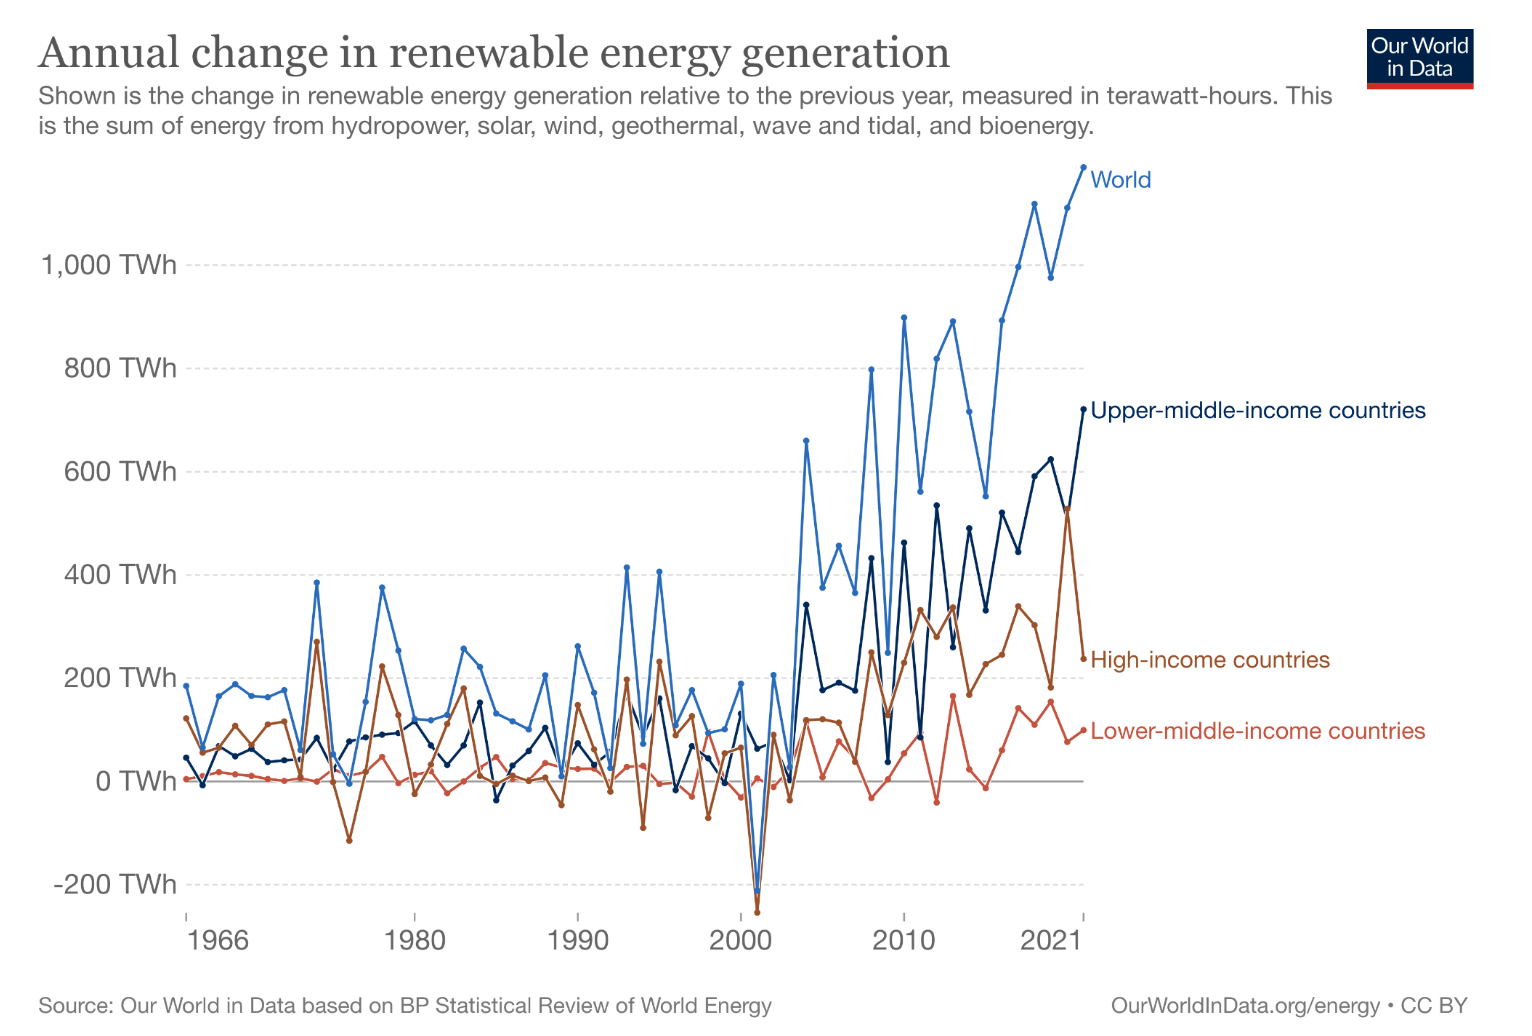 Annual change in renewable energy generation
Our World
in Data
Shown is the change in renewable energy generation relative to the previous year, measured in terawatt-hours. This
is the sum of energy from hydropower, solar, wind, geothermal, wave and tidal, and bioenergy.
World
1,000 TWh
800 TWh
Upper-middle-income countries
600 TWh
400 TWh
200 TWh
High-income countries
Lower-middle-income countries
0 TWh
-200 TWh
1966 1980 1990 2000 2010 2021
Source: Our World in Data based on BP Statistical Review of World Energy
OurWorldInData.org/energy • CC BY